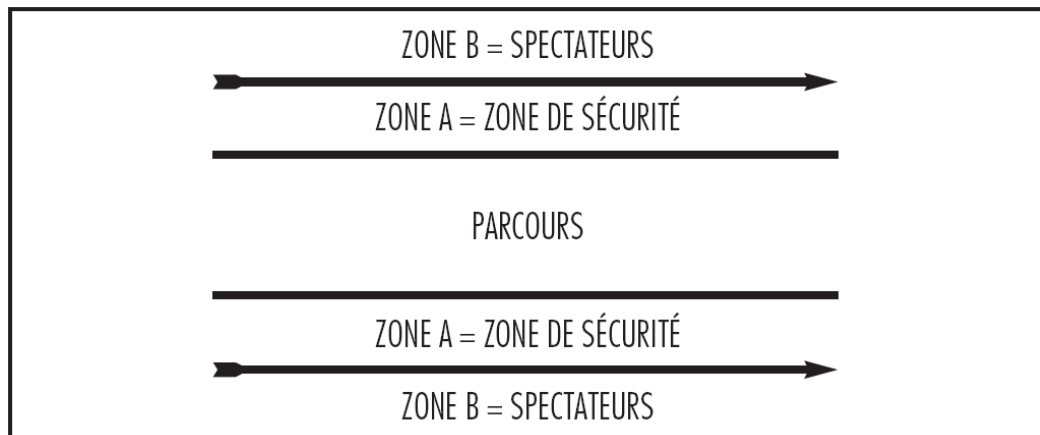 ZONE B = SPECTATEURS
ZONE A = ZONE DE SÉCURITÉ
PARCOURS
ZONE A = ZONE DE SÉCURITÉ
ZONE B = SPECTATEURS